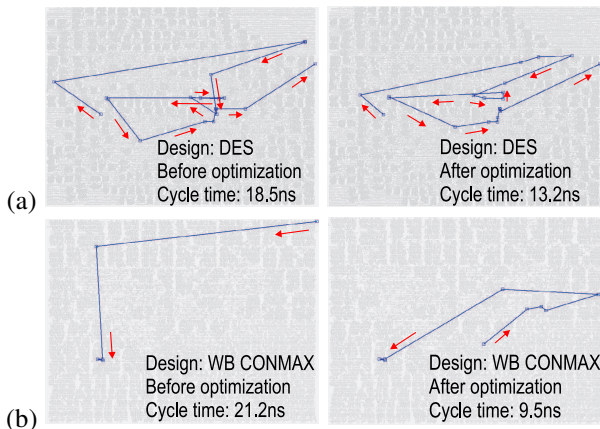 Design: DES
Before optimization
Cycle time: 18.5ns
Design: DES
After optimization
Cycle time: 13.2ns
(a)
Design: WB CONMAX
Before optimization
Cycle time: 21.2ns
Design: WB CONMAX
After optimization
Cycle time: 9.5ns
(b)